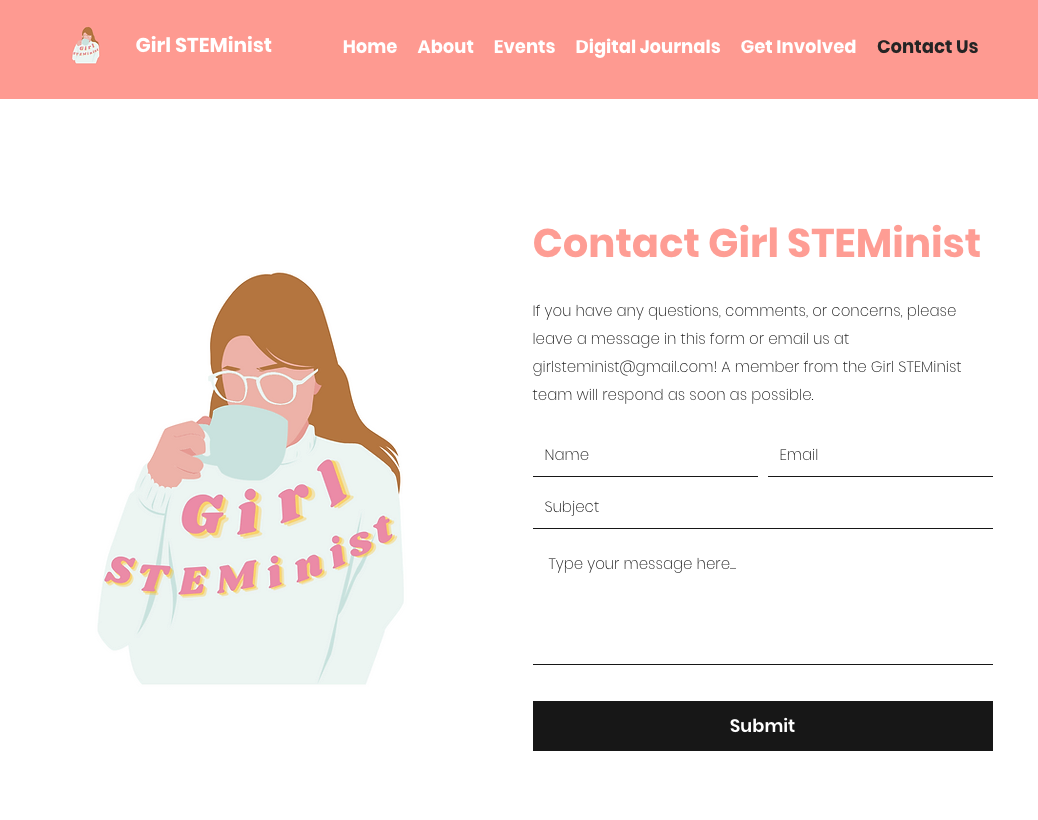 Girl STEMinist
Home About Events Digital Journals Get Involved Contact Us
Contact Girl STEMinist
If you have any questions, comments, or concerns, please
leave a message in this form or email us at
girlsteminist@gmail.com! A member from the Girl STEMinist
team will respond as soon as possible.
Girl
STEMinist
Name Email
Subject
Type your message here...
Submit